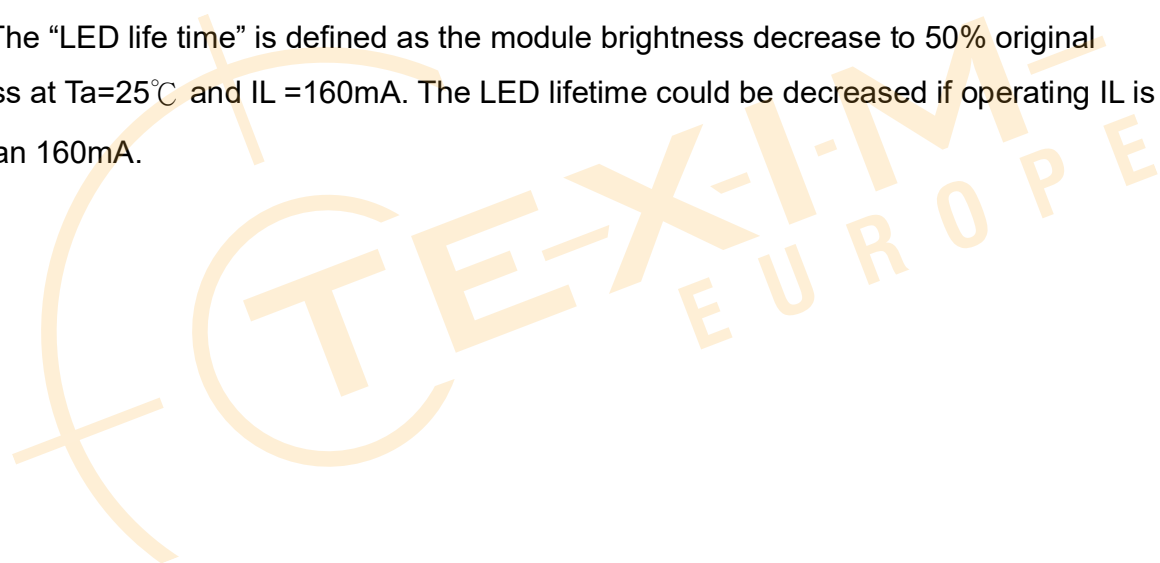 The “LED life time” is defined as the module brightness decrease to 50% original
ss at Ta=25℃ and IL =160mA. The LED lifetime could be decreased if operating IL is
an 160mA.
TEXIM
EUROPE